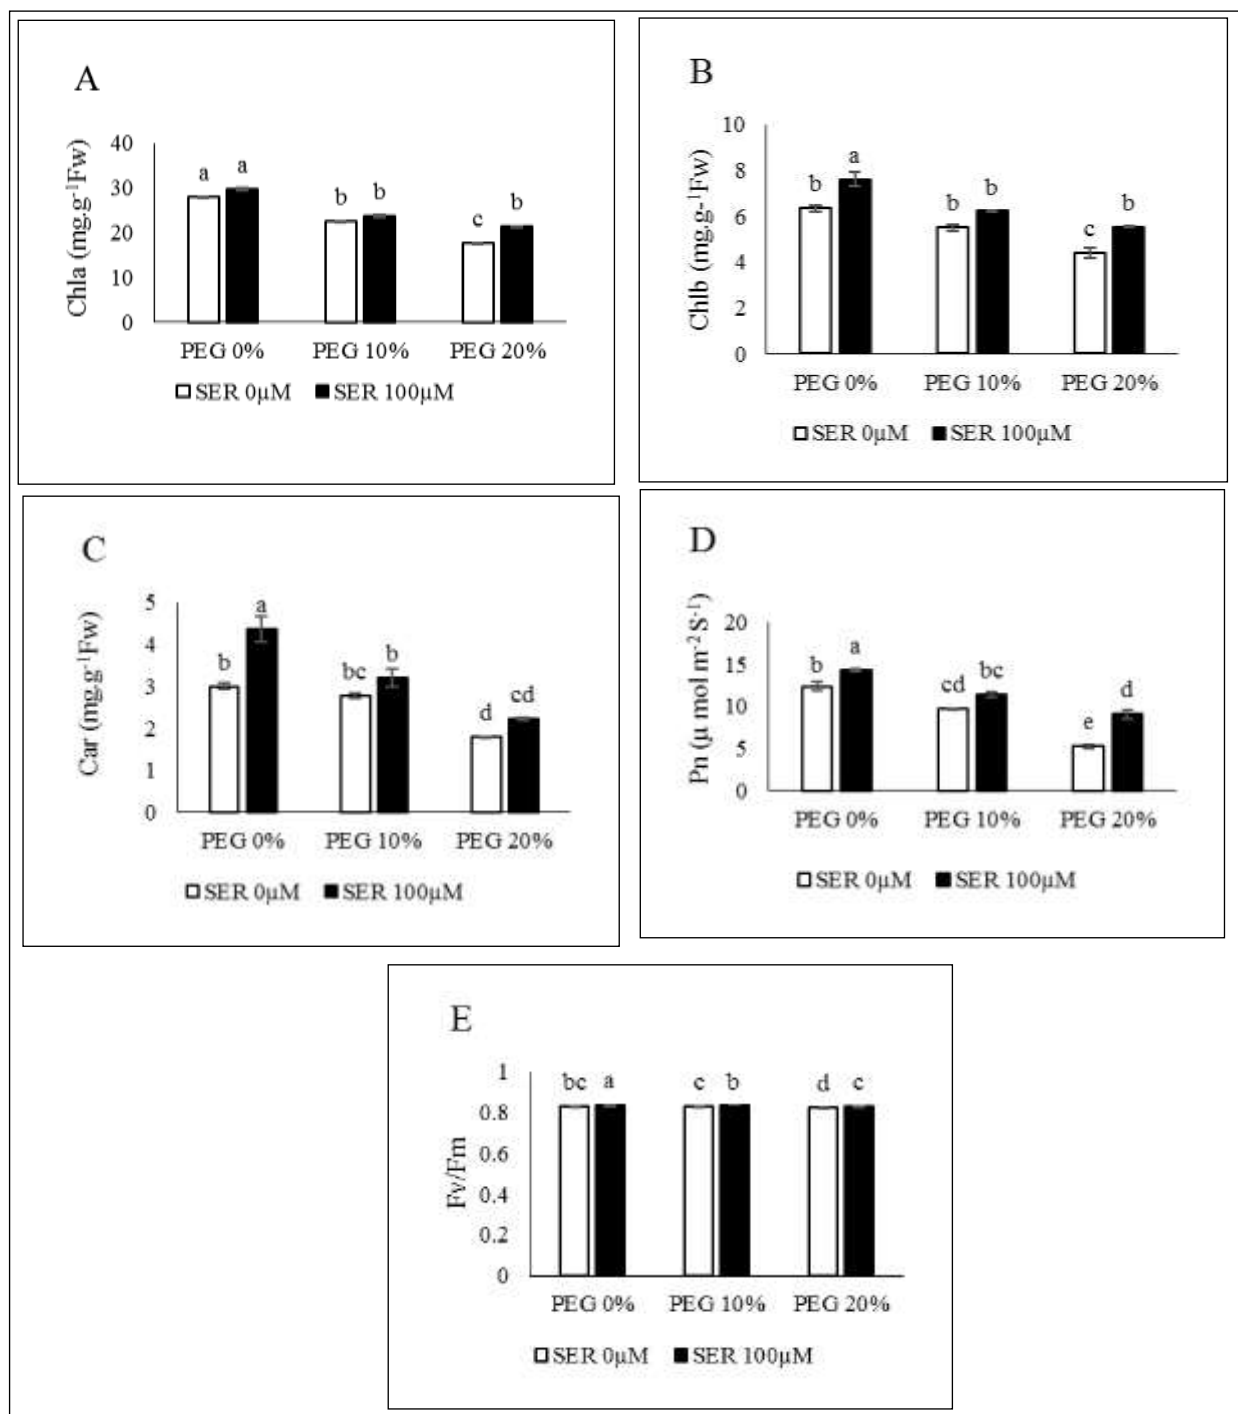 A
Chla (mg.g⁻¹Fw)
40
30
20
10
0
a a b b c b
PEG 0% PEG 10% PEG 20%
SER 0µM SER 100µM
B
Chlb (mg.g-¹Fw)
10
8
6
4
2
0
b a b b c b
PEG 0% PEG 10% PEG 20%
SER 0µM SER 100µM
C
Car (mg.g⁻¹Fw)
5
4
3
2
1
0
b a bc b d cd
PEG 0% PEG 10% PEG 20%
SER 0µM SER 100µM
D
Pn (µ mol m⁻² S⁻¹)
20
15
10
5
0
b a cd bc e d
PEG 0% PEG 10% PEG 20%
SER 0µM SER 100µM
E
Fv/Fm
1
0.8
0.6
0.4
0.2
0
bc a c b d c
PEG 0% PEG 10% PEG 20%
SER 0µM SER 100µM